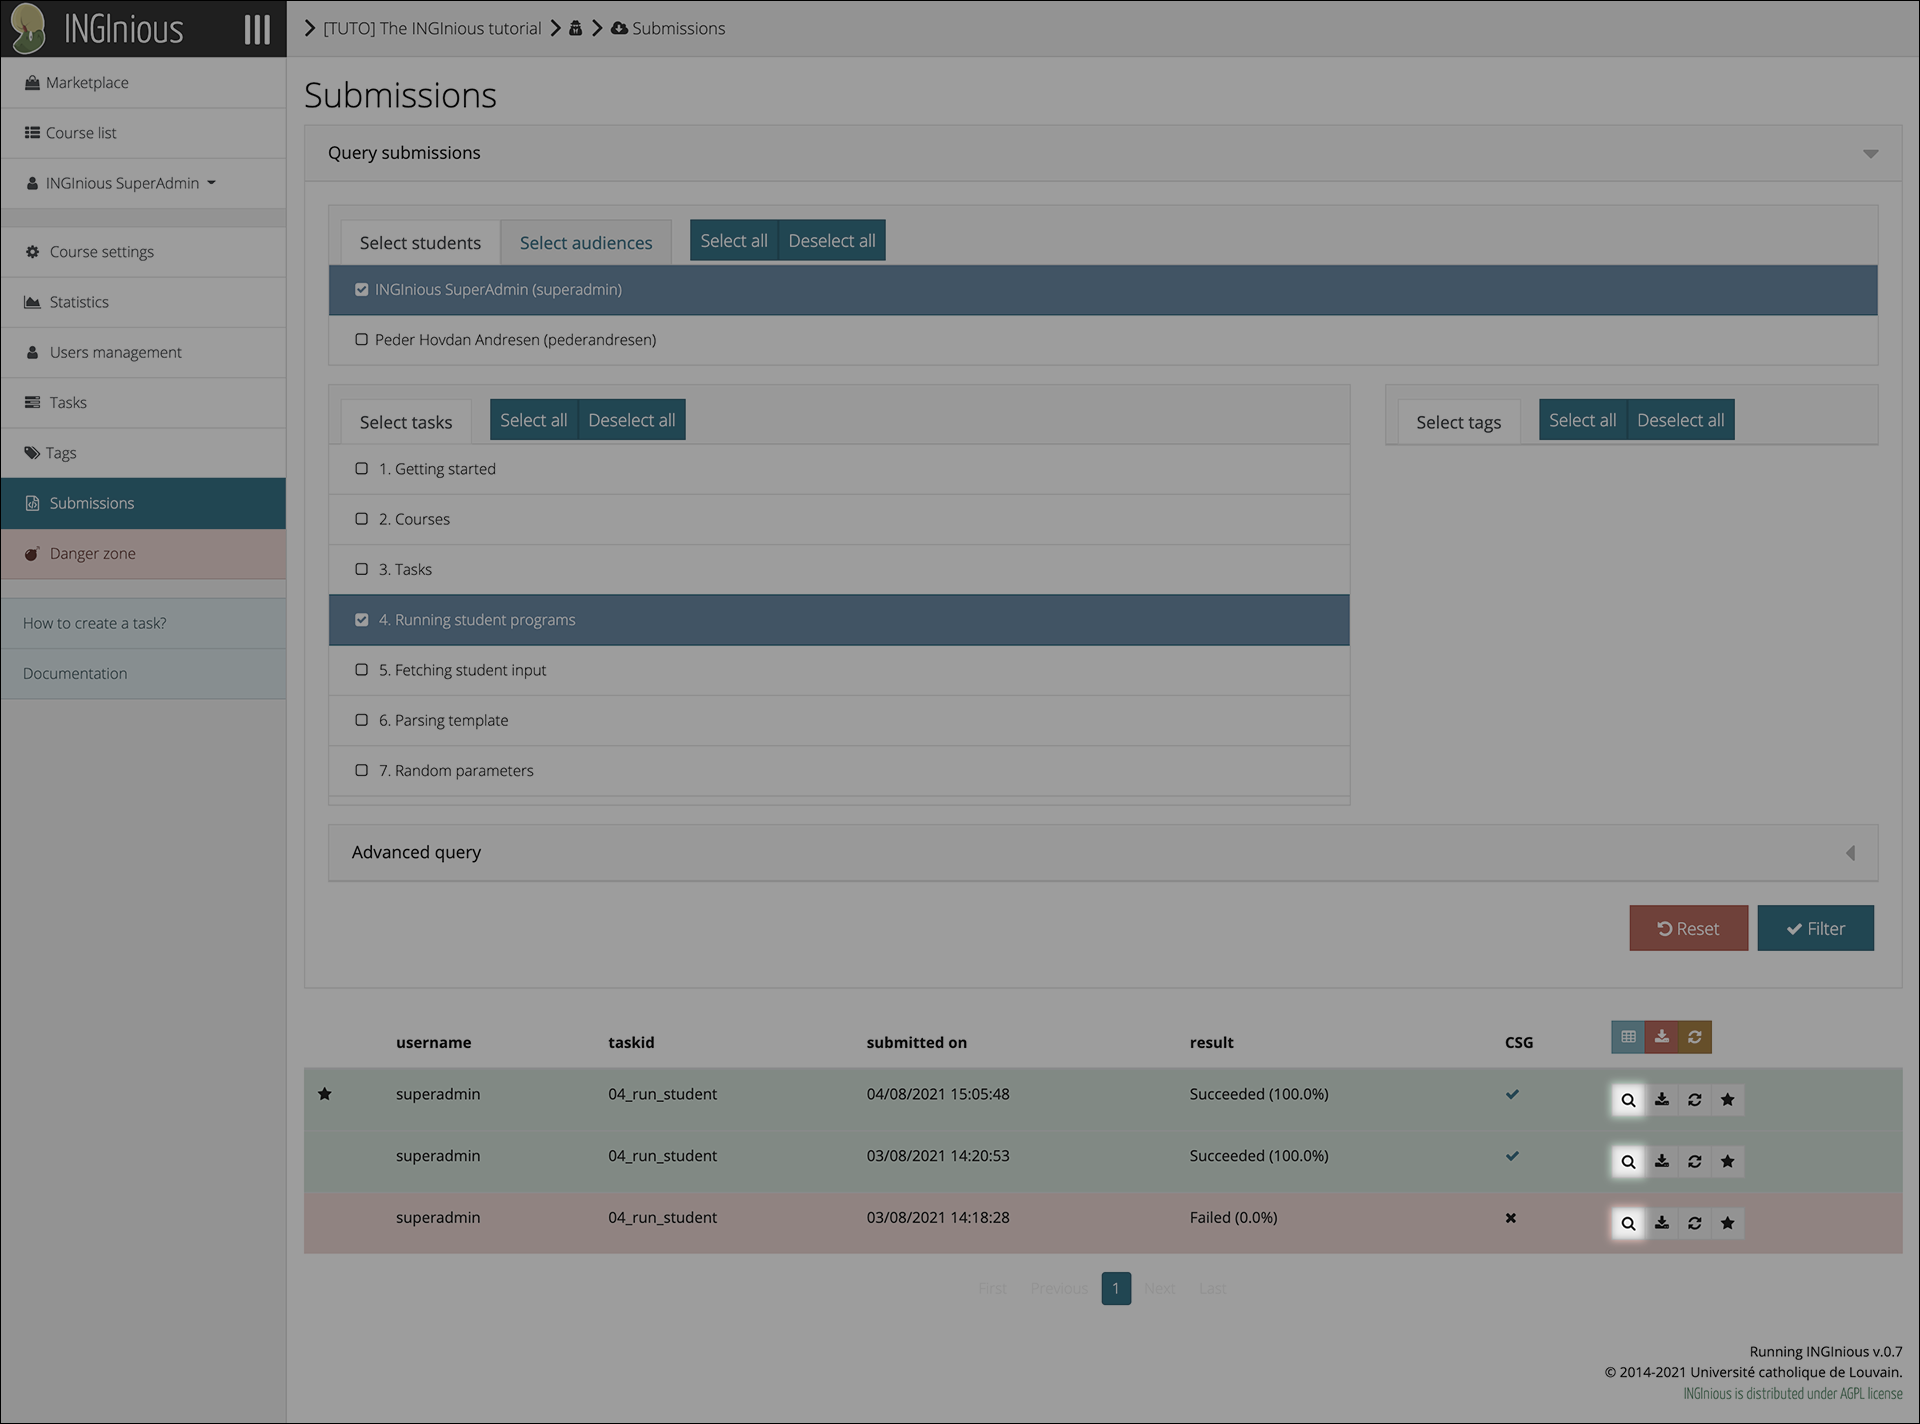 INGInious
[TUTO] The INGInious tutorial Submissions
Marketplace
Course list
INGInious SuperAdmin
Course settings
Statistics
Users management
Tasks
Tags
Submissions
Danger zone
How to create a task?
Documentation
Submissions
Query submissions
Select students Select audiences Select all Deselect all
INGInious SuperAdmin (superadmin)
Peder Hovdan Andresen (pederandresen)
Select tasks Select all Deselect all
Select tags Select all Deselect all
1. Getting started
2. Courses
3. Tasks
4. Running student programs
5. Fetching student input
6. Parsing template
7. Random parameters
Advanced query
Reset Filter
username taskid submitted on result CSG
superadmin 04_run_student 04/08/2021 15:05:48 Succeeded (100.0%)
superadmin 04_run_student 03/08/2021 14:20:53 Succeeded (100.0%)
superadmin 04_run_student 03/08/2021 14:18:28 Failed (0.0%)
First Previous 1 Next Last
Running INGInious v.0.7
© 2014-2021 Université catholique de Louvain.
INGInious is distributed under AGPL license